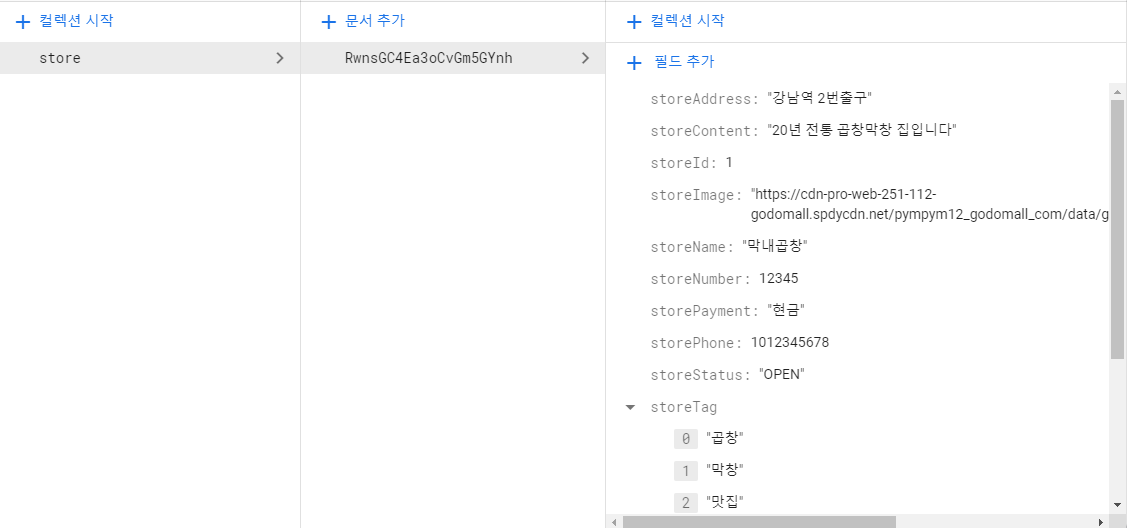 컬렉션 시작
store
문서 추가
RwnsGC4Ea3oCvGm5GYnh
컬렉션 시작
필드 추가
storeAddress: "강남역 2번출구"
storeContent: "20년 전통 곱창막창 집입니다"
storeId: 1
storeImage: "https://cdn-pro-web-251-112-
godomall.spdycdn.net/pympym12_godomall_com/data/g
storeName: "막내곱창"
storeNumber: 12345
storePayment: "현금"
storePhone: 1012345678
storeStatus: "OPEN"
storeTag
0 "곱창"
1 "막창"
2 "맛집"